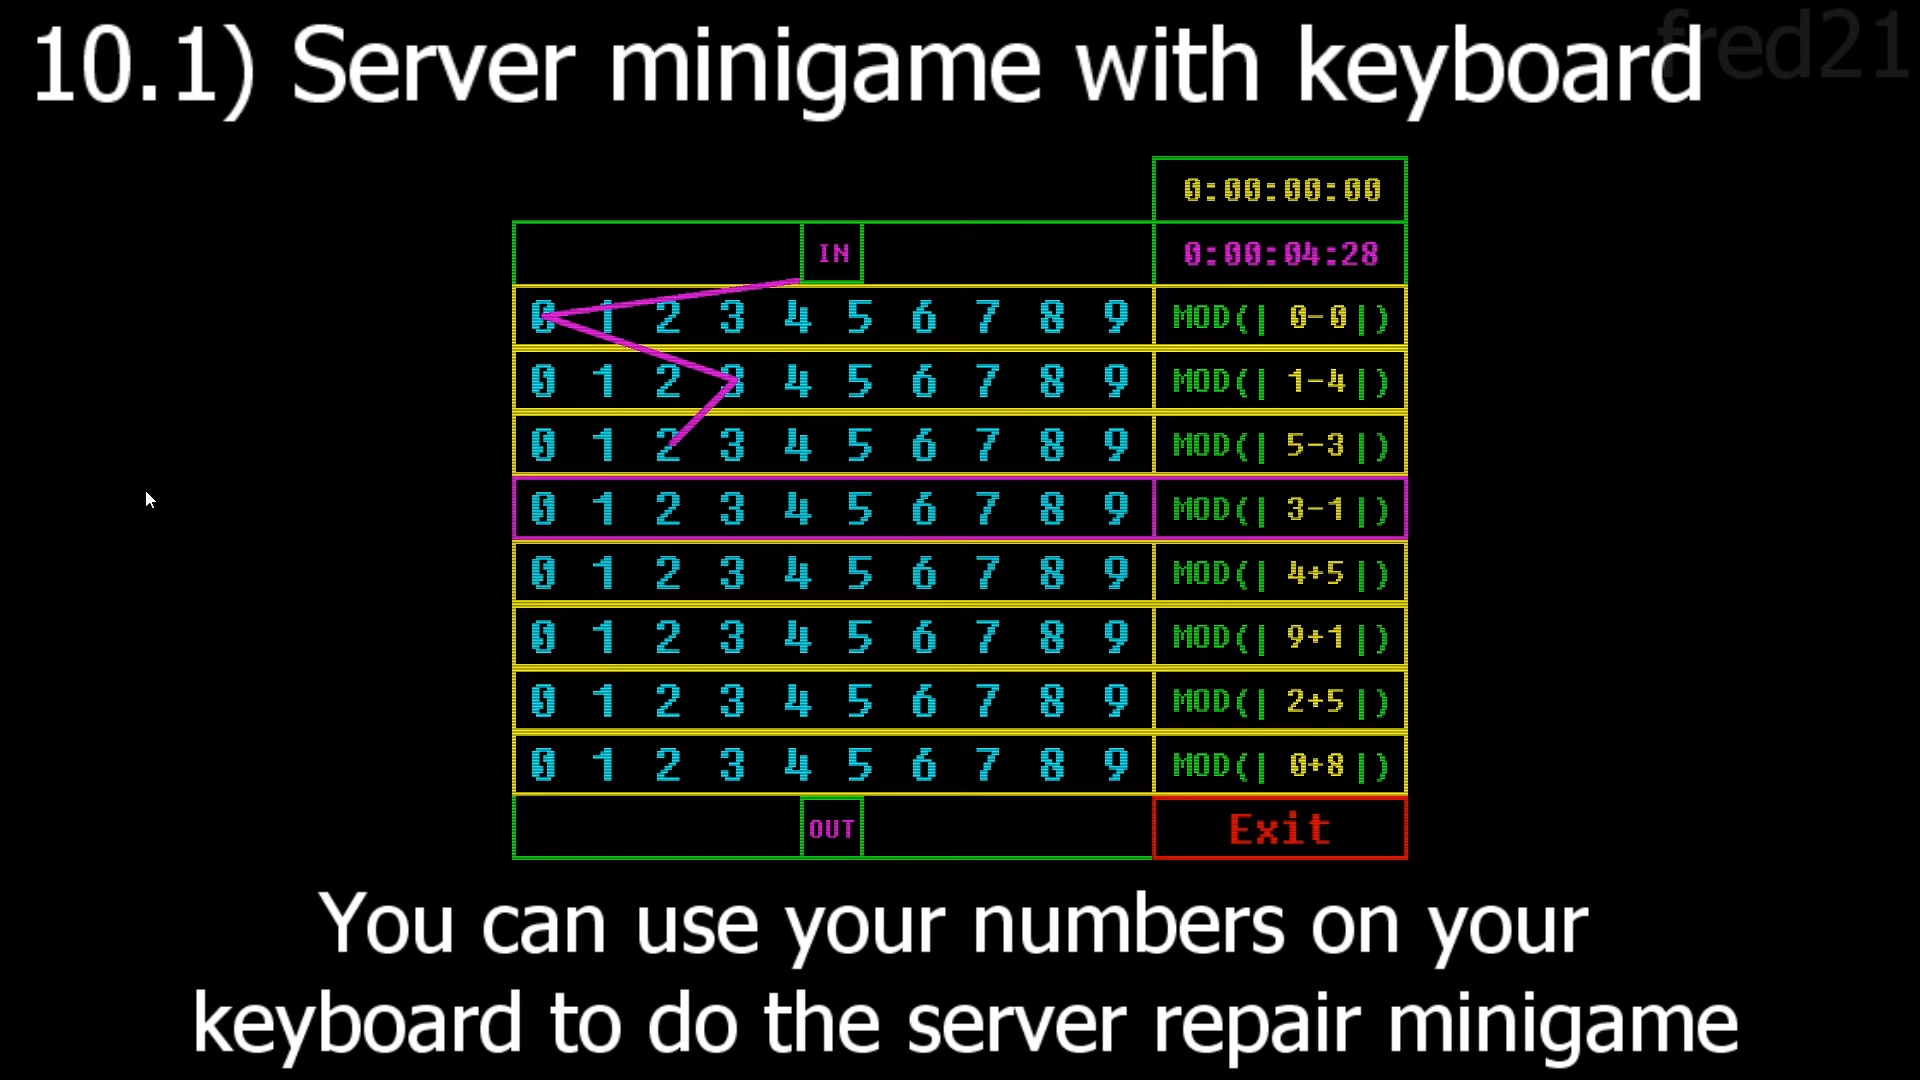 10.1) Server minigame with keyboard
fred21
0:00:00:00
IN 0:00:04:28
0 1 2 3 4 5 6 7 8 9 MOD(| 0-0|)
0 1 2 3 4 5 6 7 8 9 MOD(| 1-4|)
0 1 2 3 4 5 6 7 8 9 MOD(| 5-3|)
0 1 2 3 4 5 6 7 8 9 MOD(| 3-1|)
0 1 2 3 4 5 6 7 8 9 MOD(| 4+5|)
0 1 2 3 4 5 6 7 8 9 MOD(| 9+1|)
0 1 2 3 4 5 6 7 8 9 MOD(| 2+5|)
0 1 2 3 4 5 6 7 8 9 MOD(| 0+8|)
OUT Exit
You can use your numbers on your
keyboard to do the server repair minigame